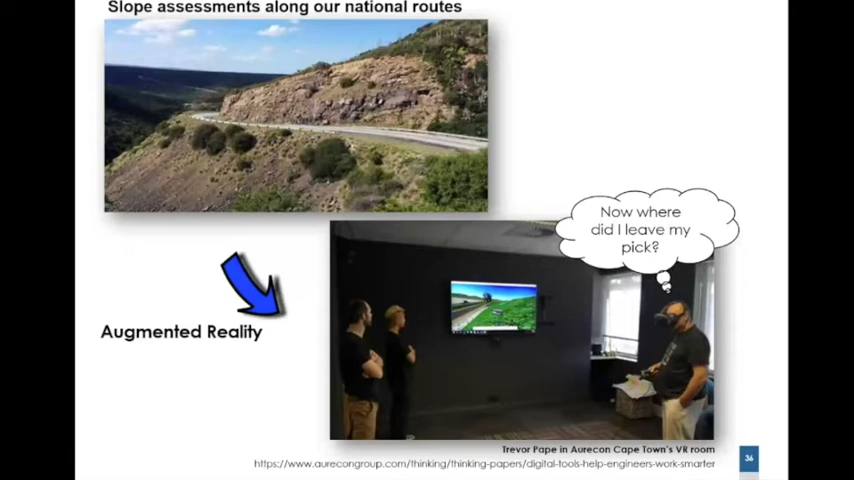 Slope assessments along our national routes
Now where
did I leave my
pick?
Augmented Reality
Trevor Pape in Aurecon Cape Town's VR room
https://www.aurecongroup.com/thinking/thinking-papers/digital-tools-help-engineers-work-smarter
36